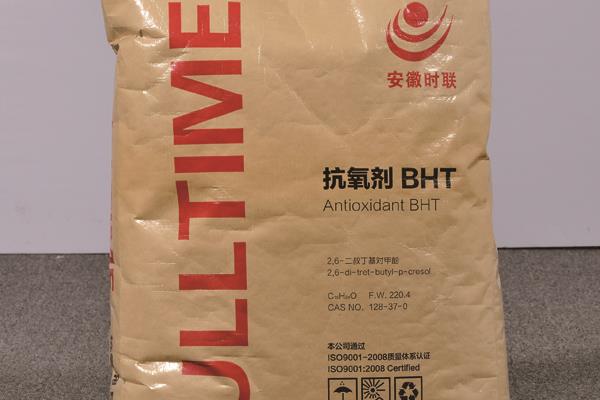 ULLTIME
安徽时联
抗氧剂 BHT
Antioxidant BHT
2,6-二叔丁基对甲酚
2,6-di-tret-butyl-p-cresol
C₁₅H₂₄O F.W. 220.4
CAS NO. 128-37-0
本公司通过
ISO9001-2008质量体系认证
ISO9001:2008 Certified